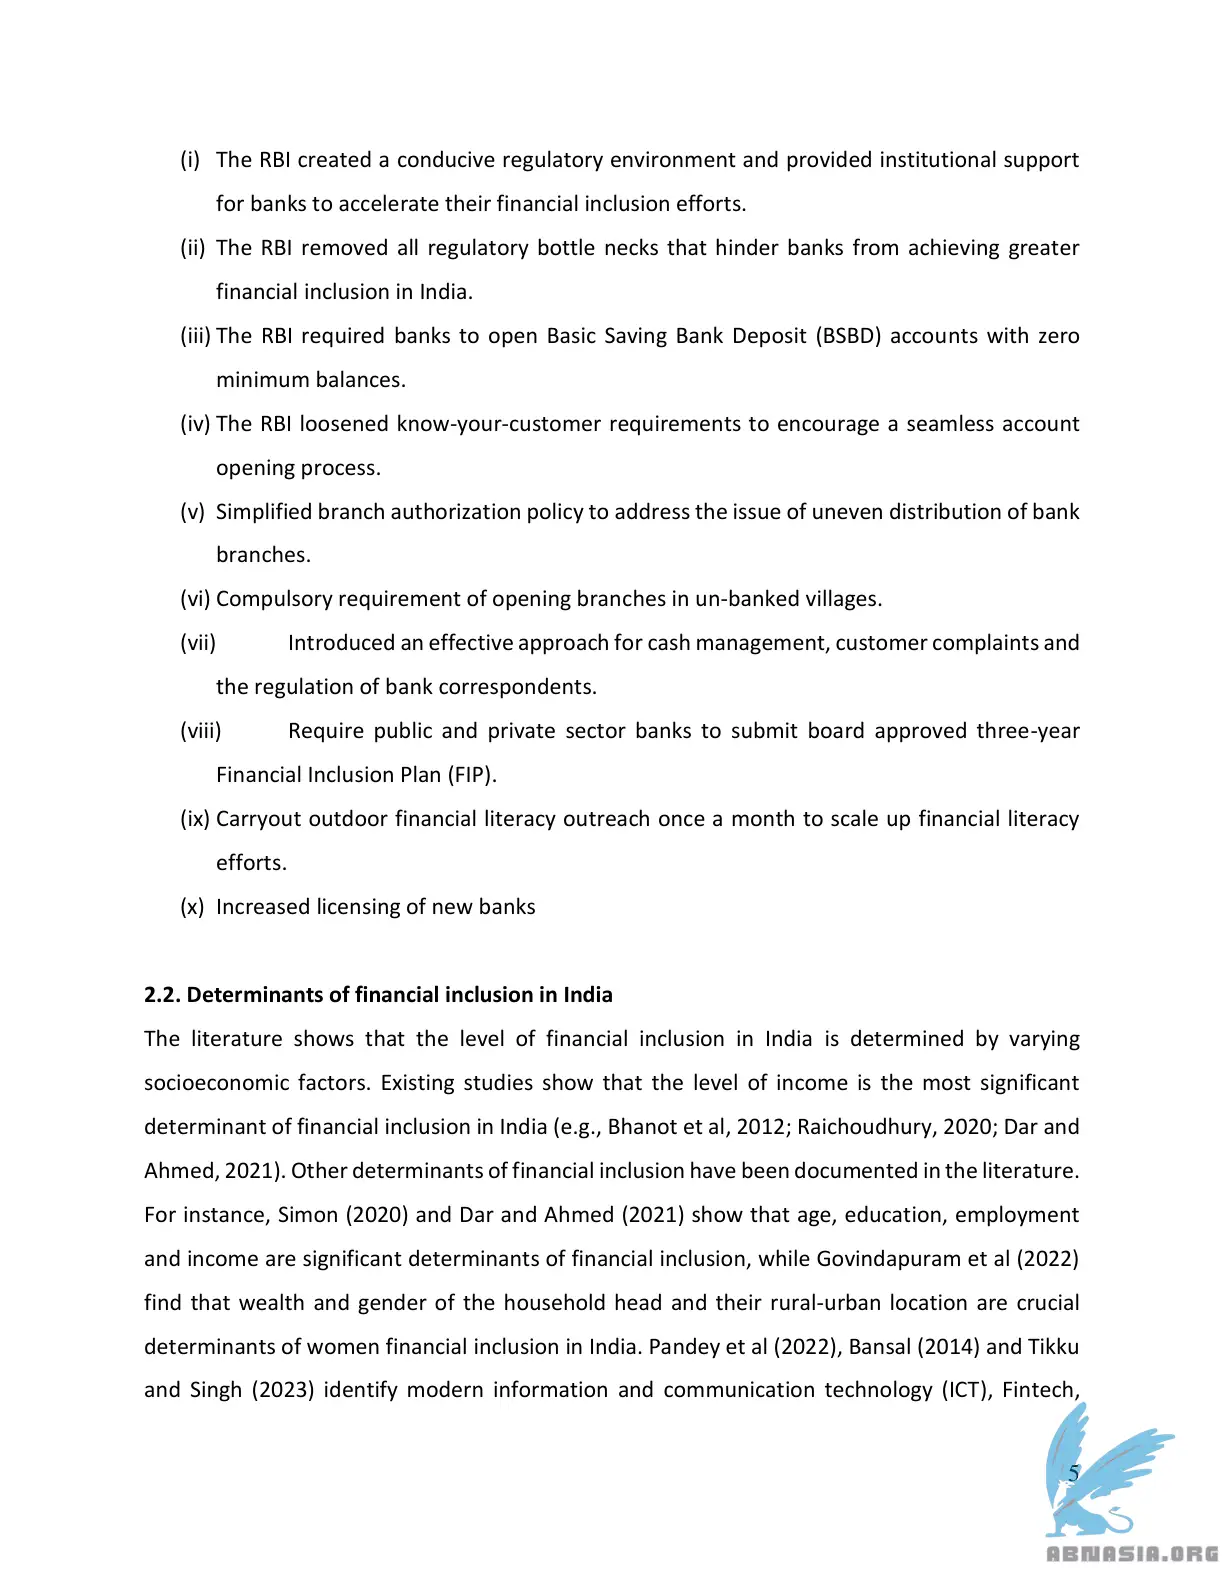 (i) The RBI created a conducive regulatory environment and provided institutional support
for banks to accelerate their financial inclusion efforts.
(ii) The RBI removed all regulatory bottle necks that hinder banks from achieving greater
financial inclusion in India.
(iii) The RBI required banks to open Basic Saving Bank Deposit (BSBD) accounts with zero
minimum balances.
(iv) The RBI loosened know-your-customer requirements to encourage a seamless account
opening process.
(v) Simplified branch authorization policy to address the issue of uneven distribution of bank
branches.
(vi) Compulsory requirement of opening branches in un-banked villages.
(vii) Introduced an effective approach for cash management, customer complaints and
the regulation of bank correspondents.
(viii) Require public and private sector banks to submit board approved three-year
Financial Inclusion Plan (FIP).
(ix) Carryout outdoor financial literacy outreach once a month to scale up financial literacy
efforts.
(x) Increased licensing of new banks
2.2. Determinants of financial inclusion in India
The literature shows that the level of financial inclusion in India is determined by varying
socioeconomic factors. Existing studies show that the level of income is the most significant
determinant of financial inclusion in India (e.g., Bhanot et al, 2012; Raichoudhury, 2020; Dar and
Ahmed, 2021). Other determinants of financial inclusion have been documented in the literature.
For instance, Simon (2020) and Dar and Ahmed (2021) show that age, education, employment
and income are significant determinants of financial inclusion, while Govindapuram et al (2022)
find that wealth and gender of the household head and their rural-urban location are crucial
determinants of women financial inclusion in India. Pandey et al (2022), Bansal (2014) and Tikku
and Singh (2023) identify modern information and communication technology (ICT), Fintech,
5
ABNASIA.ORG